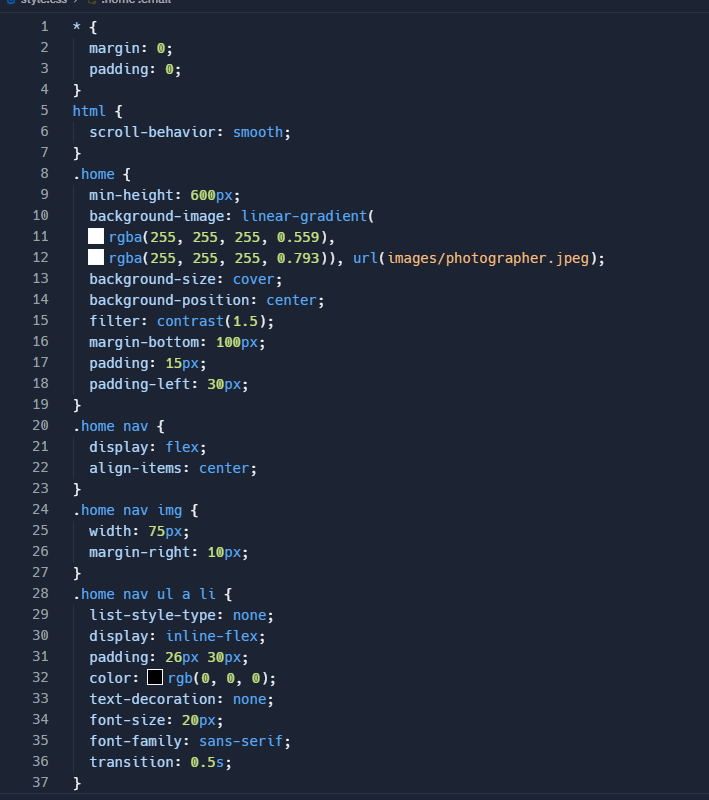 style.css > .home .email
1 * {
2 margin: 0;
3 padding: 0;
4 }
5 html {
6 scroll-behavior: smooth;
7 }
8 .home {
9 min-height: 600px;
10 background-image: linear-gradient(
11 rgba(255, 255, 255, 0.559),
12 rgba(255, 255, 255, 0.793)), url(images/photographer.jpeg);
13 background-size: cover;
14 background-position: center;
15 filter: contrast(1.5);
16 margin-bottom: 100px;
17 padding: 15px;
18 padding-left: 30px;
19 }
20 .home nav {
21 display: flex;
22 align-items: center;
23 }
24 .home nav img {
25 width: 75px;
26 margin-right: 10px;
27 }
28 .home nav ul a li {
29 list-style-type: none;
30 display: inline-flex;
31 padding: 26px 30px;
32 color: rgb(0, 0, 0);
33 text-decoration: none;
34 font-size: 20px;
35 font-family: sans-serif;
36 transition: 0.5s;
37 }